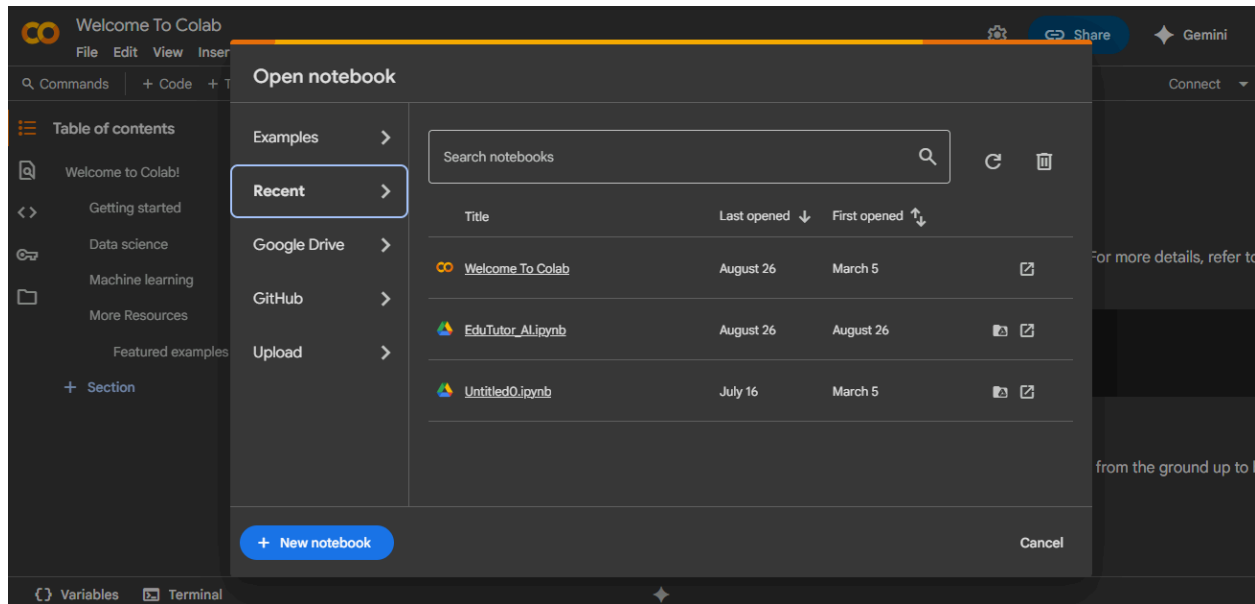 Welcome To Colab
File Edit View Inser
Share
Gemini
Commands + Code + T
Connect
Table of contents
Welcome to Colab!
Getting started
Data science
Machine learning
More Resources
Featured examples
+ Section
Open notebook
Examples
Recent
Google Drive
GitHub
Upload
Search notebooks
Title Last opened First opened
Welcome To Colab August 26 March 5
EduTutor_AI.ipynb August 26 August 26
Untitled0.ipynb July 16 March 5
+ New notebook
Cancel
For more details, refer to
from the ground up to
Variables Terminal